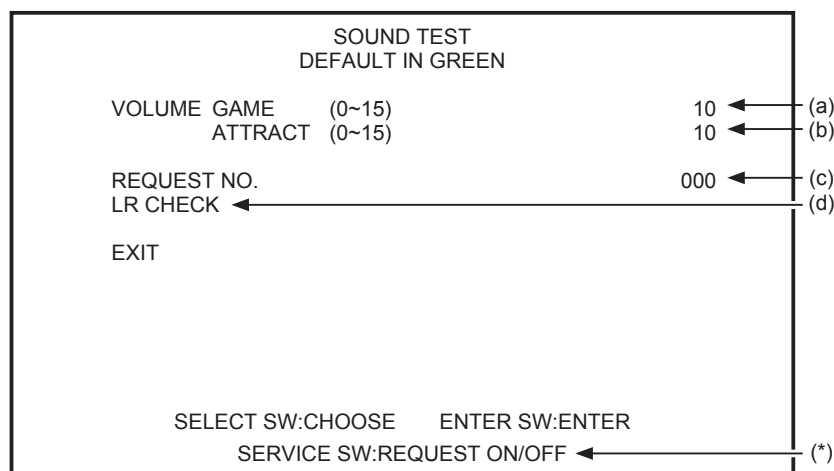 SOUND TEST
DEFAULT IN GREEN
VOLUME GAME (0~15) 10 (a)
ATTRACT (0~15) 10 (b)
REQUEST NO. 000 (c)
LR CHECK (d)
EXIT
SELECT SW:CHOOSE ENTER SW:ENTER
SERVICE SW:REQUEST ON/OFF (*)